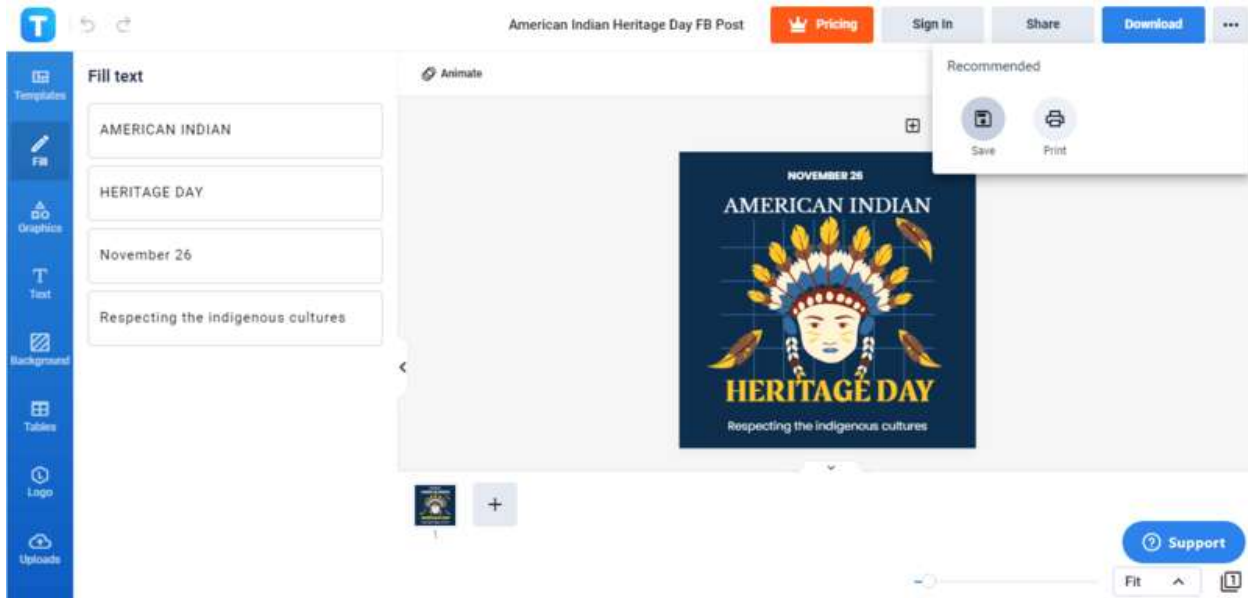 T
American Indian Heritage Day FB Post
Pricing
Sign In
Share
Download
Templates
Fill
Graphics
Text
Background
Tables
Logo
Uploads
Fill text
AMERICAN INDIAN
HERITAGE DAY
November 26
Respecting the indigenous cultures
Animate
Recommended
Save
Print
NOVEMBER 26
AMERICAN INDIAN
HERITAGE DAY
Respecting the indigenous cultures
1
Support
Fit
1